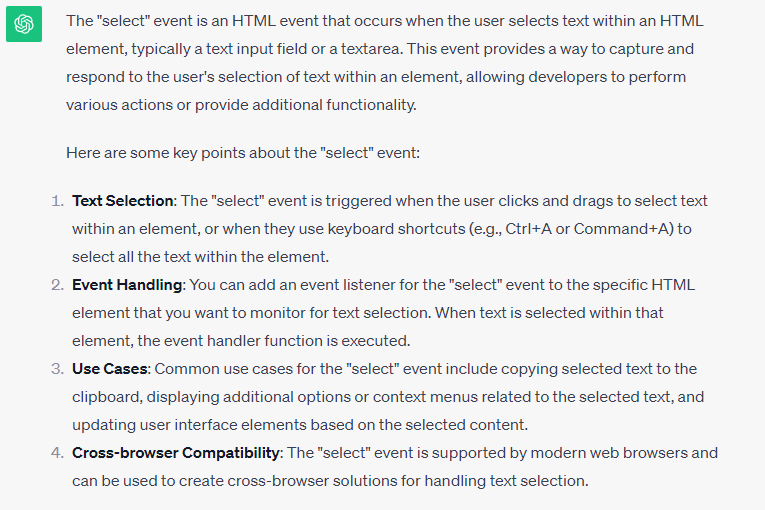 The "select" event is an HTML event that occurs when the user selects text within an HTML
element, typically a text input field or a textarea. This event provides a way to capture and
respond to the user's selection of text within an element, allowing developers to perform
various actions or provide additional functionality.
Here are some key points about the "select" event:
1. Text Selection: The "select" event is triggered when the user clicks and drags to select text
within an element, or when they use keyboard shortcuts (e.g., Ctrl+A or Command+A) to
select all the text within the element.
2. Event Handling: You can add an event listener for the "select" event to the specific HTML
element that you want to monitor for text selection. When text is selected within that
element, the event handler function is executed.
3. Use Cases: Common use cases for the "select" event include copying selected text to the
clipboard, displaying additional options or context menus related to the selected text, and
updating user interface elements based on the selected content.
4. Cross-browser Compatibility: The "select" event is supported by modern web browsers and
can be used to create cross-browser solutions for handling text selection.